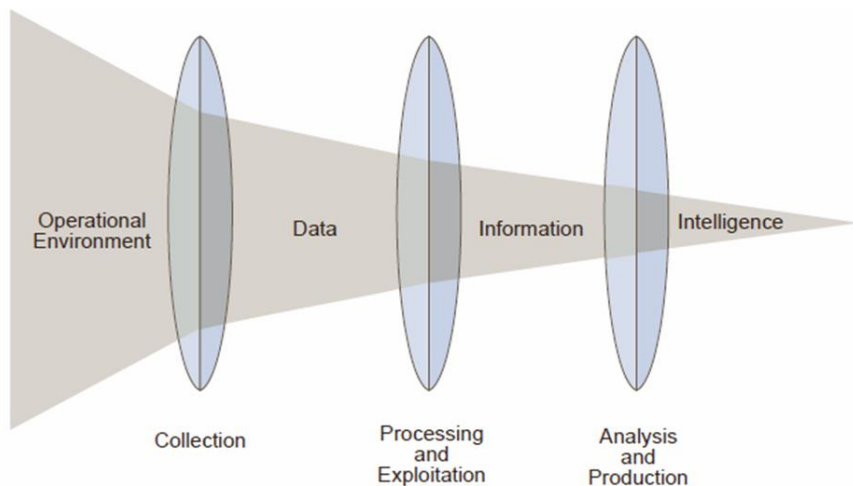 Operational
Environment
Data
Information
Intelligence
Collection
Processing
and
Exploitation
Analysis
and
Production